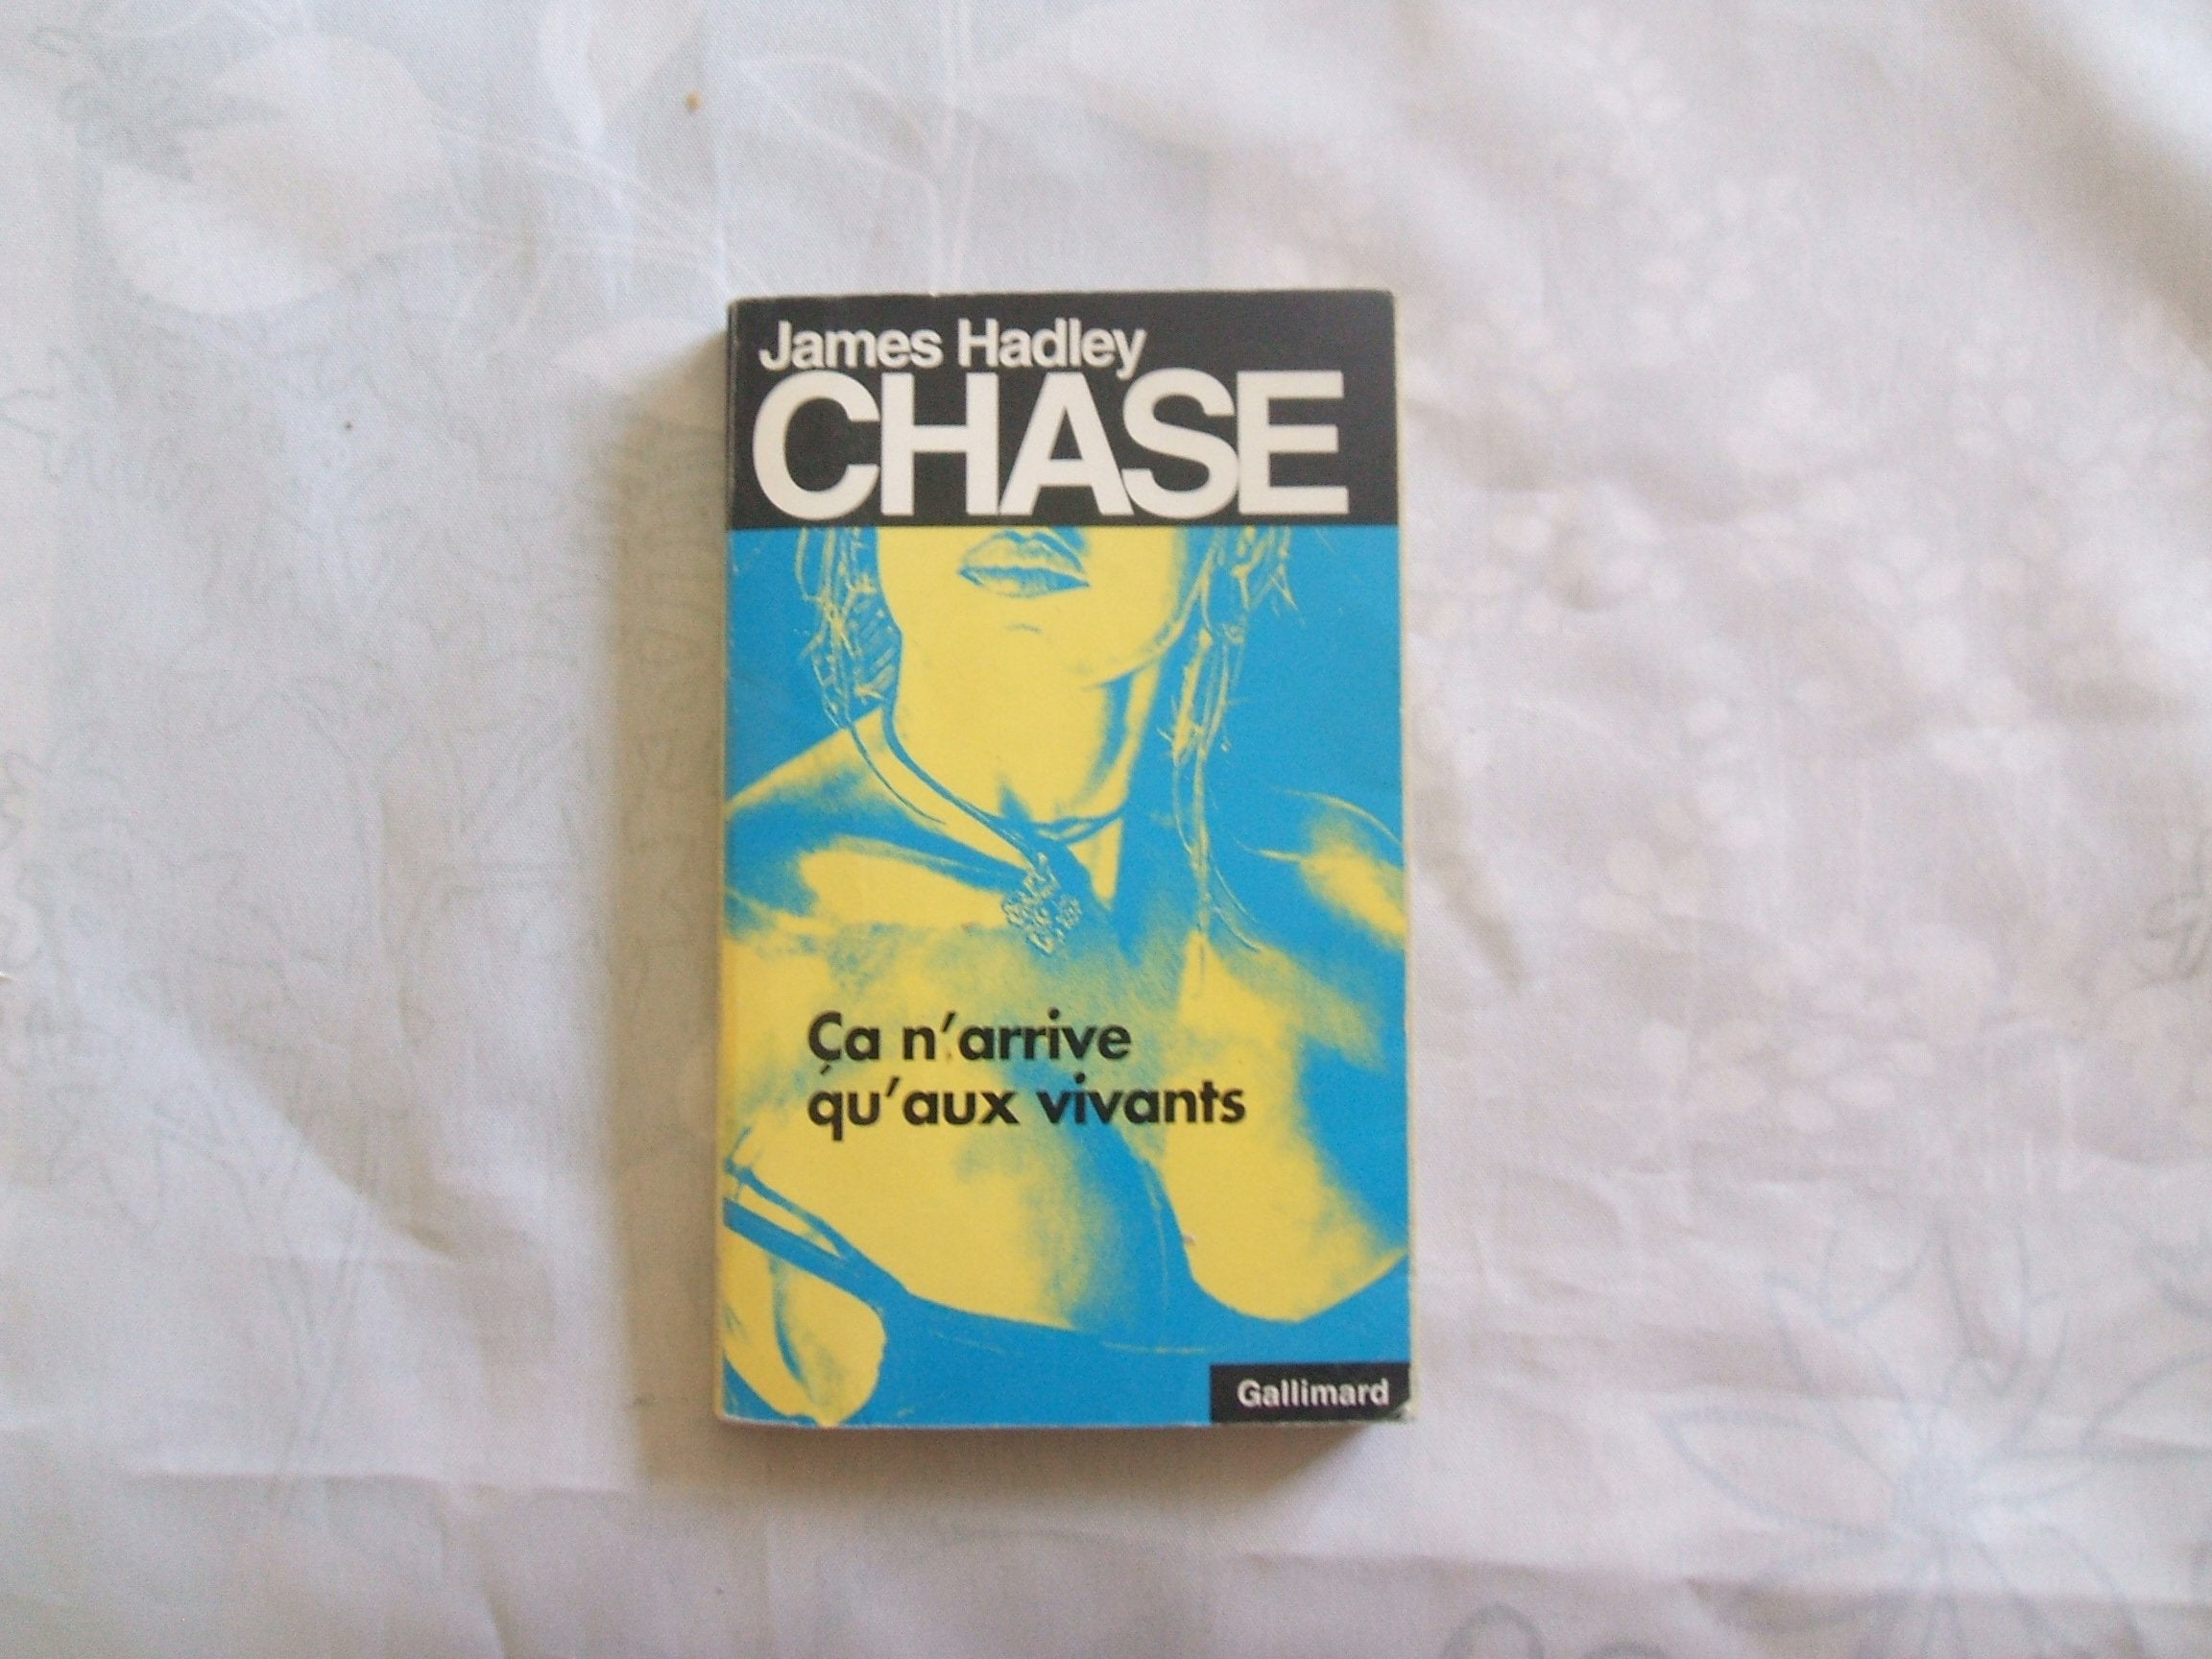 James Hadley
CHASE
Ça n'arrive
qu'aux vivants
Gallimard